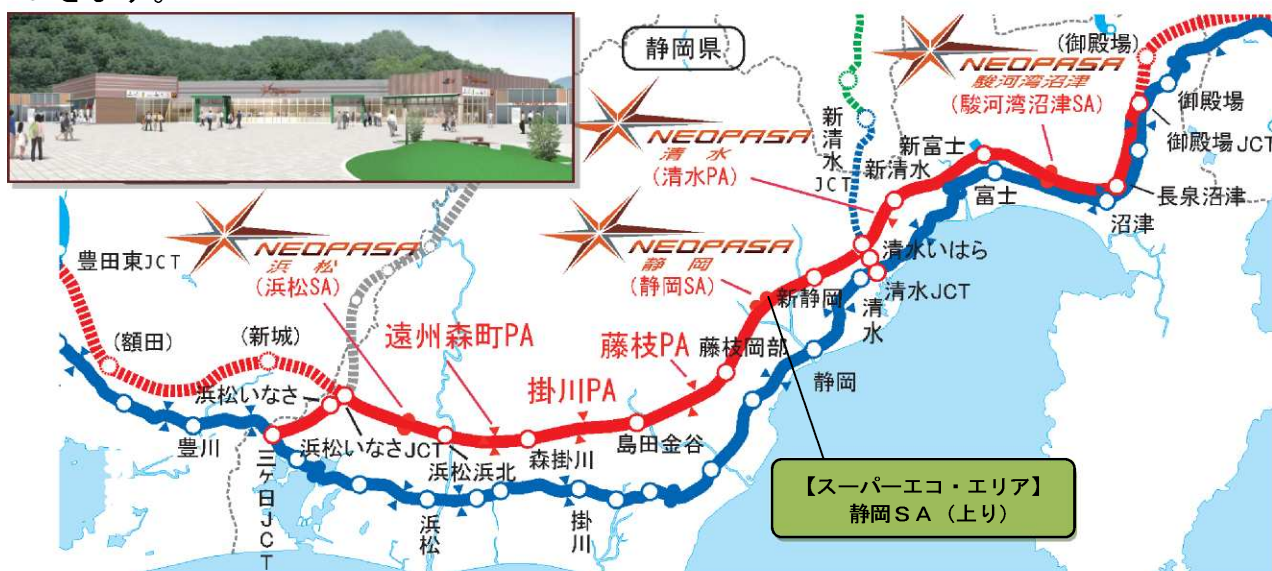 いきます。
静岡県
NEOPASA
駿河湾沼津
(駿河湾沼津SA)
(御殿場)
御殿場
御殿場JCT
長泉沼津
沼津
新富士
富士
新清水
新清水JCT
NEOPASA
清水
(清水PA)
清水いはら
清水JCT
清水
NEOPASA
静岡
(静岡SA)
新静岡
静岡
藤枝岡部
藤枝PA
島田金谷
掛川PA
掛川
森掛川
遠州森町PA
NEOPASA
浜松
(浜松SA)
浜松浜北
浜松
浜松いなさJCT
浜松いなさ
三ヶ日JCT
(新城)
(額田)
豊田東JCT
豊川
【スーパーエコ・エリア】
静岡SA(上り)